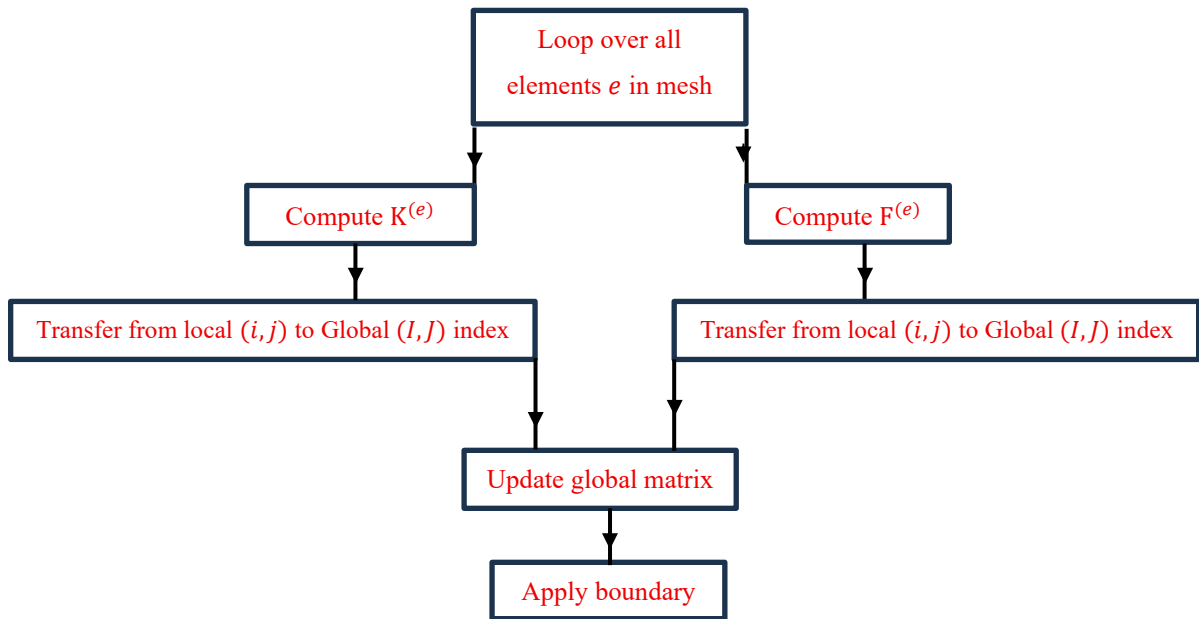 Loop over all
elements 𝑒 in mesh
Compute K⁽ᵉ⁾
Compute F⁽ᵉ⁾
Transfer from local (𝑖, 𝑗) to Global (𝐼, 𝐽) index
Transfer from local (𝑖, 𝑗) to Global (𝐼, 𝐽) index
Update global matrix
Apply boundary